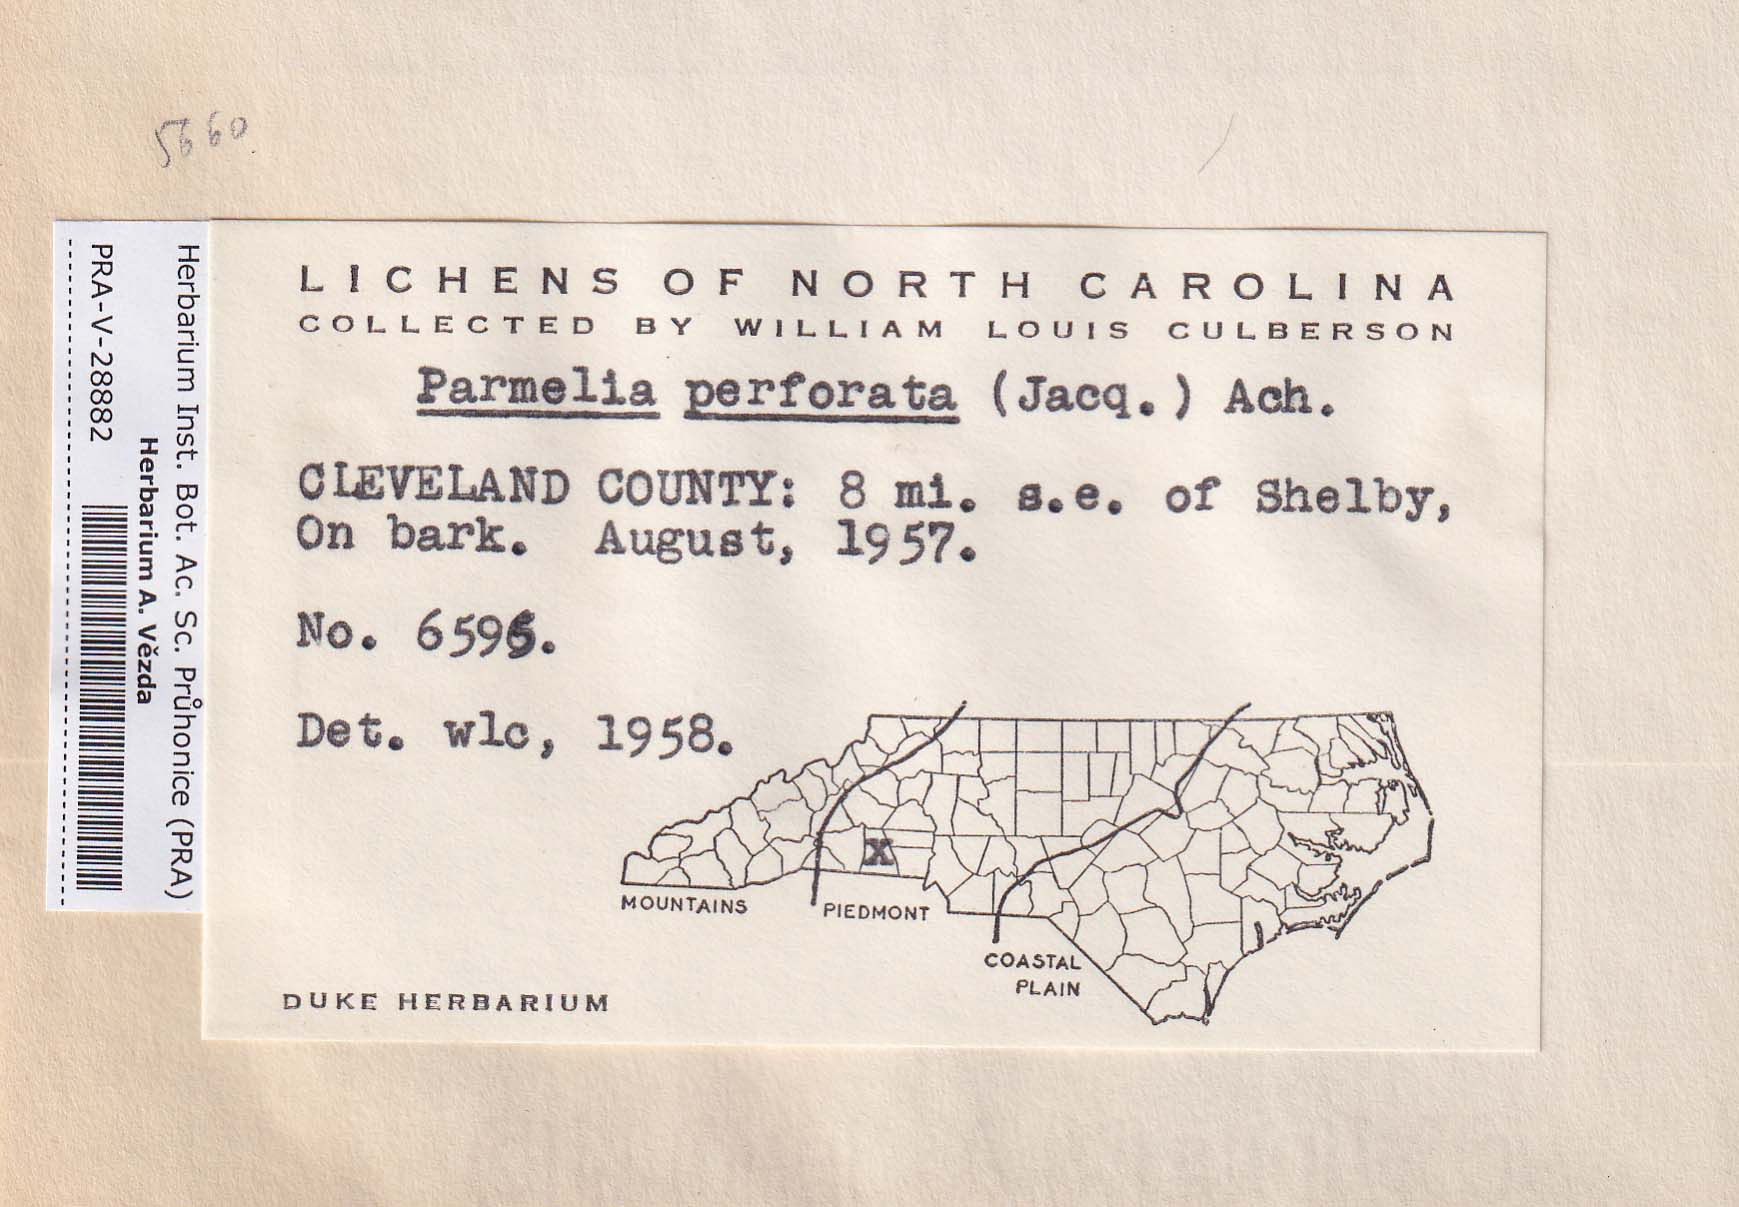 5660
Herbarium Inst. Bot. Ac. Sc. Průhonice (PRA)
Herbarium A. Vězda
PRA-V-28882
LICHENS OF NORTH CAROLINA
COLLECTED BY WILLIAM LOUIS CULBERSON
Parmelia perforata (Jacq.) Ach.
CLEVELAND COUNTY: 8 mi. s.e. of Shelby,
On bark. August, 1957.
No.
Det. wlc, 1958.
X
MOUNTAINS
PIEDMONT
COASTAL
PLAIN
DUKE HERBARIUM